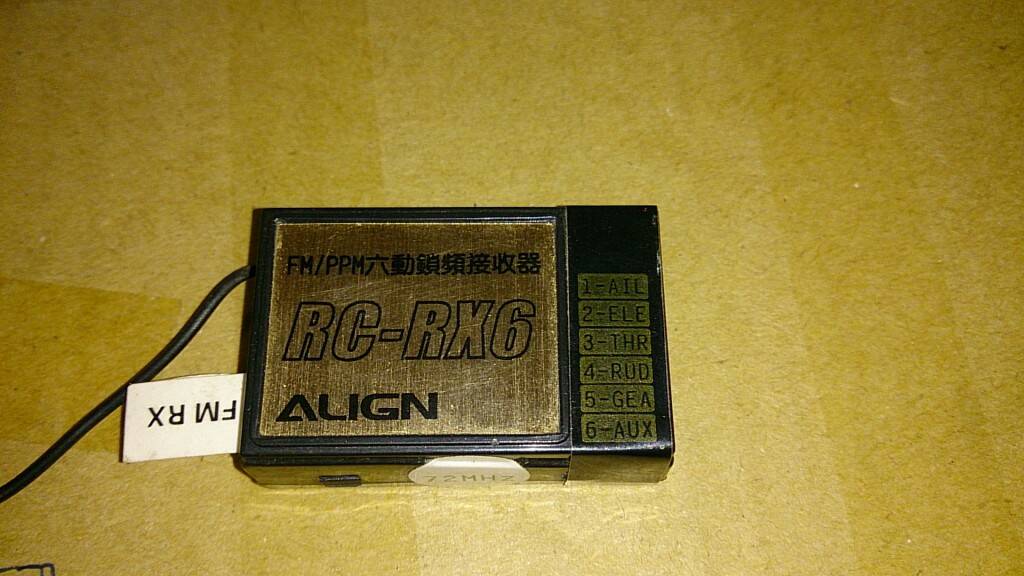 FM/PPM六動鎖頻接收器
RC-RX6
ALIGN
1-AIL
2-ELE
3-THR
4-RUD
5-GEA
6-AUX
FM RX
72MHz